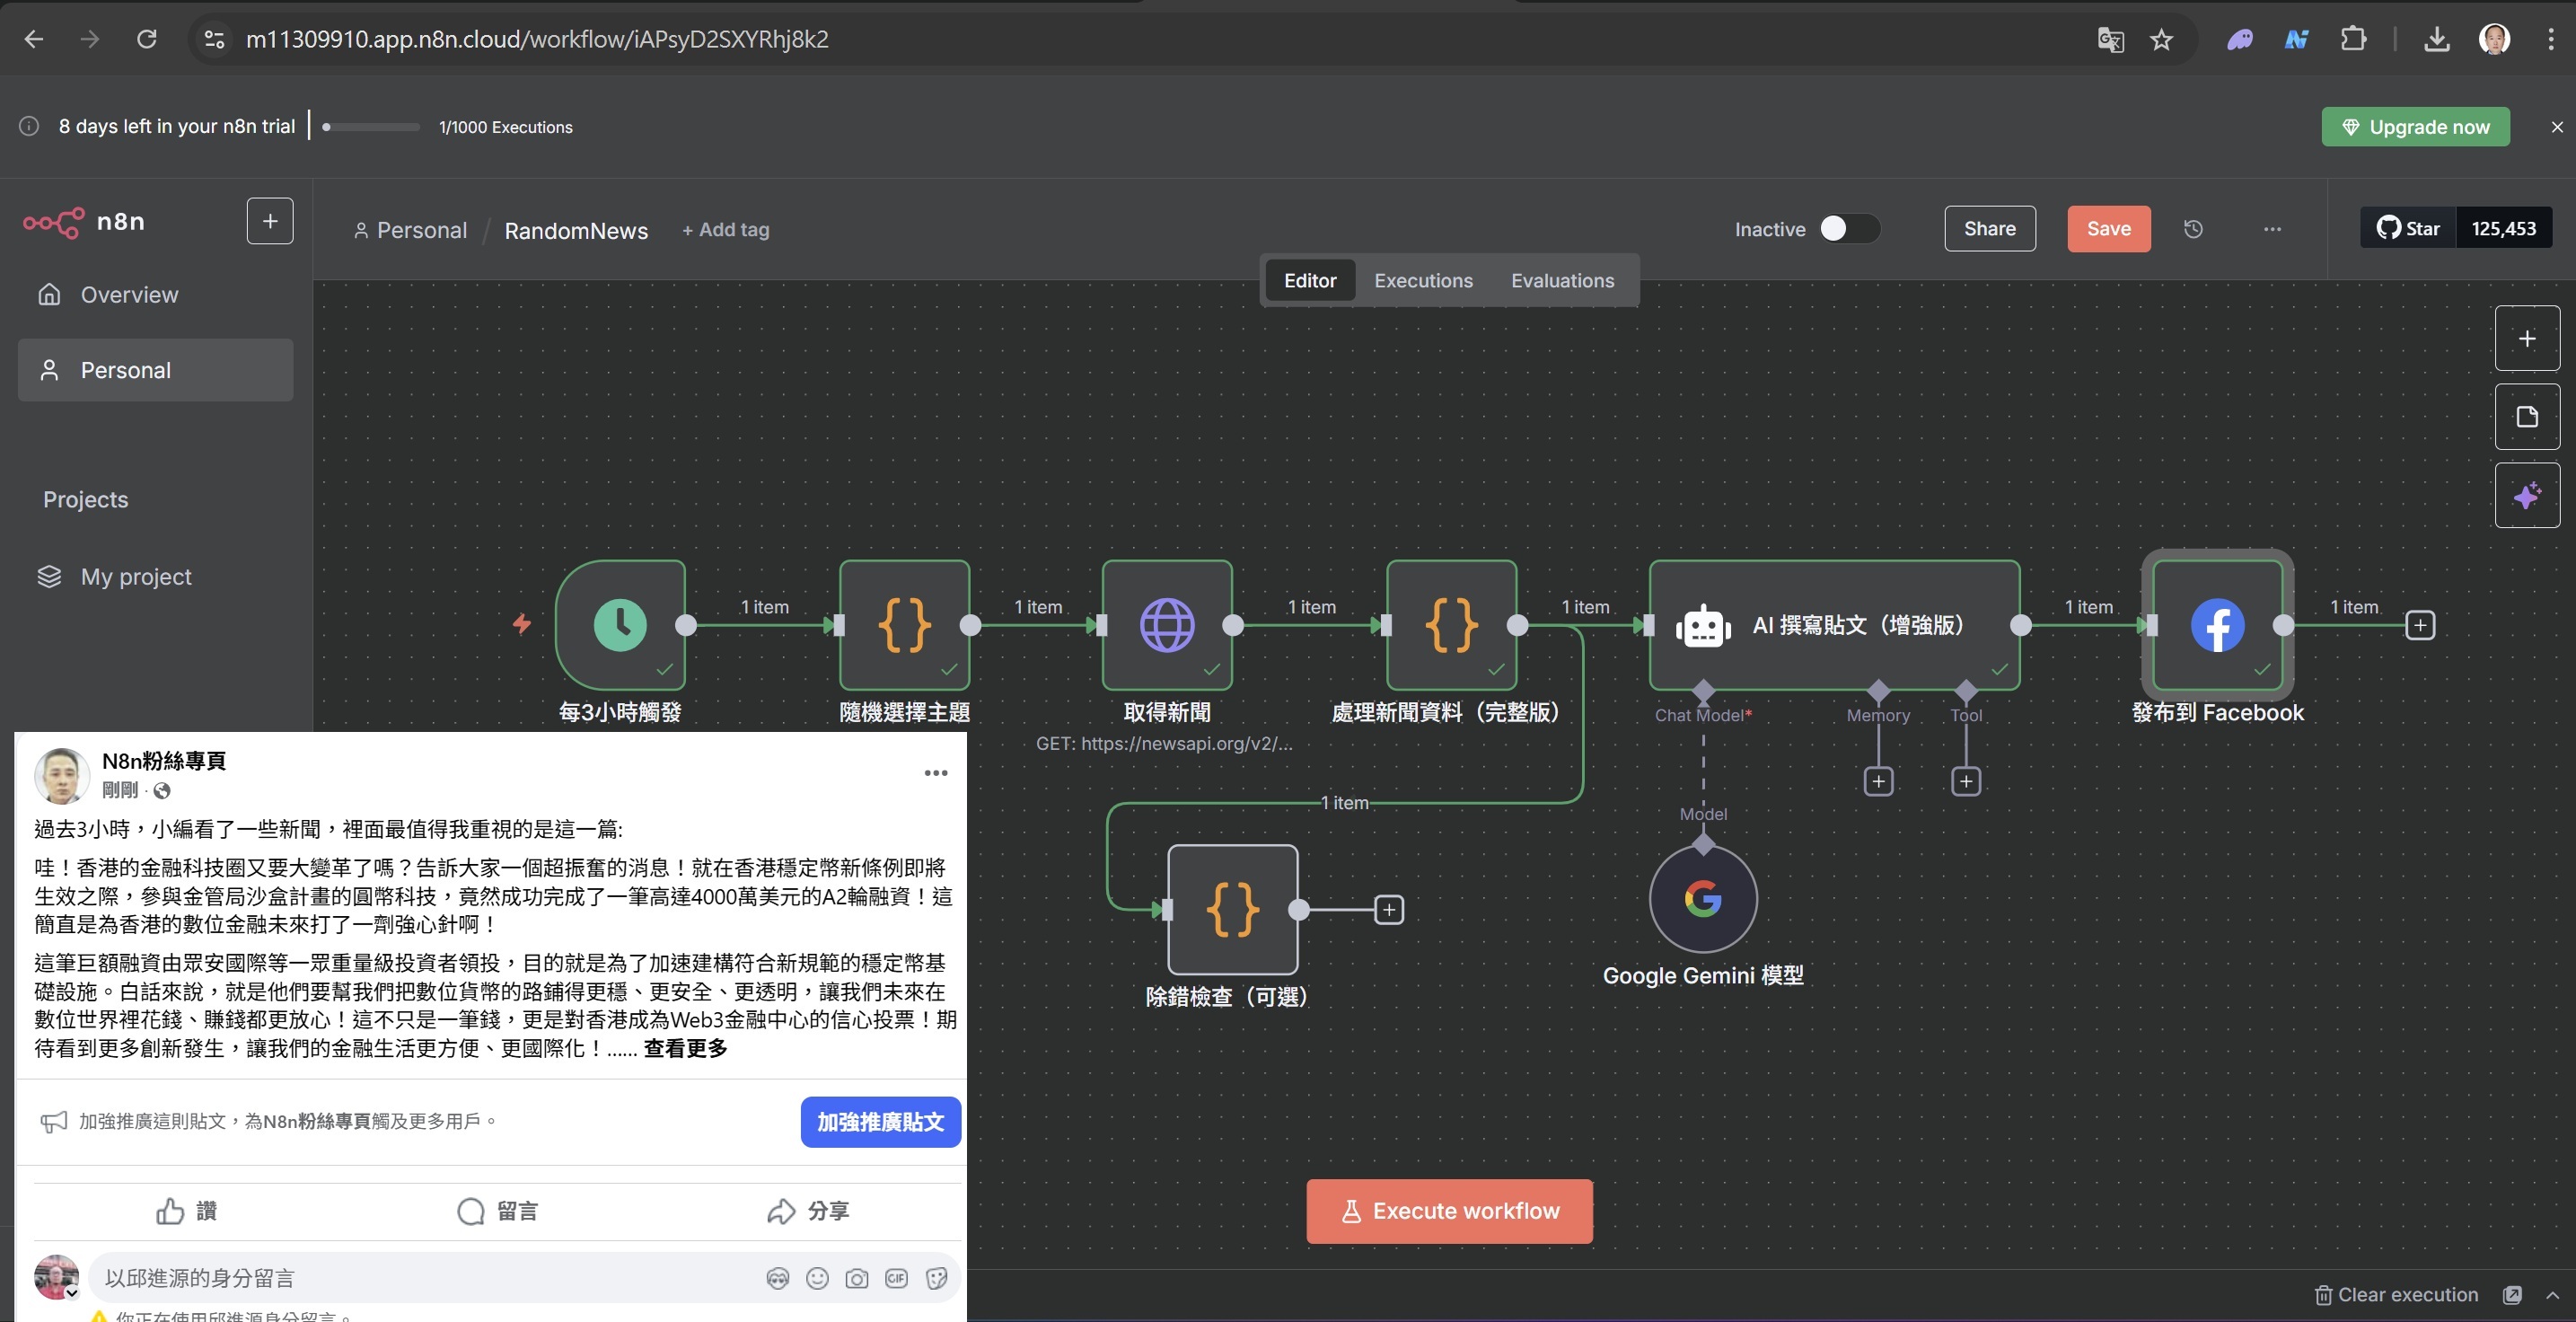 m11309910.app.n8n.cloud/workflow/iAPsyD2SXYRhj8k2
8 days left in your n8n trial
1/1000 Executions
Upgrade now
n8n
Personal / RandomNews + Add tag
Inactive
Share
Save
Star 125,453
Editor Executions Evaluations
Overview
Personal
Projects
My project
1 item
1 item
1 item
1 item
AI 撰寫貼文（增強版）
1 item
1 item
每3小時觸發
隨機選擇主題
取得新聞
GET: https://newsapi.org/v2/...
處理新聞資料（完整版）
Chat Model*
Memory
Tool
發布到 Facebook
1 item
Model
除錯檢查（可選）
Google Gemini 模型
N8n粉絲專頁
剛剛 ·
過去3小時，小編看了一些新聞，裡面最值得我重視的是這一篇:
哇！香港的金融科技圈又要大變革了嗎？告訴大家一個超振奮的消息！就在香港穩定幣新條例即將
生效之際，參與金管局沙盒計畫的圓幣科技，竟然成功完成了一筆高達4000萬美元的A2輪融資！這
簡直是為香港的數位金融未來打了一劑強心針啊！
這筆巨額融資由眾安國際等一眾重量級投資者領投，目的就是為了加速建構符合新規範的穩定幣基
礎設施。白話來說，就是他們要幫我們把數位貨幣的路鋪得更穩、更安全、更透明，讓我們未來在
數位世界裡花錢、賺錢都更放心！這不只是一筆錢，更是對香港成為Web3金融中心的信心投票！期
待看到更多創新發生，讓我們的金融生活更方便、更國際化！...... 查看更多
加強推廣這則貼文，為N8n粉絲專頁觸及更多用戶。
加強推廣貼文
讚
留言
分享
以邱進源的身分留言
GIF
你正在使用邱進源身分留言。
Execute workflow
Clear execution